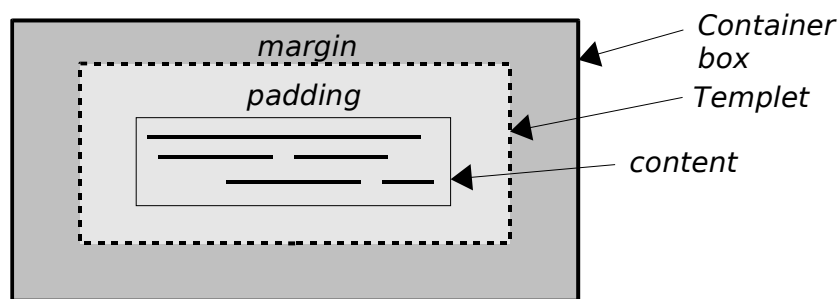 margin
Container
box
padding
Templet
content